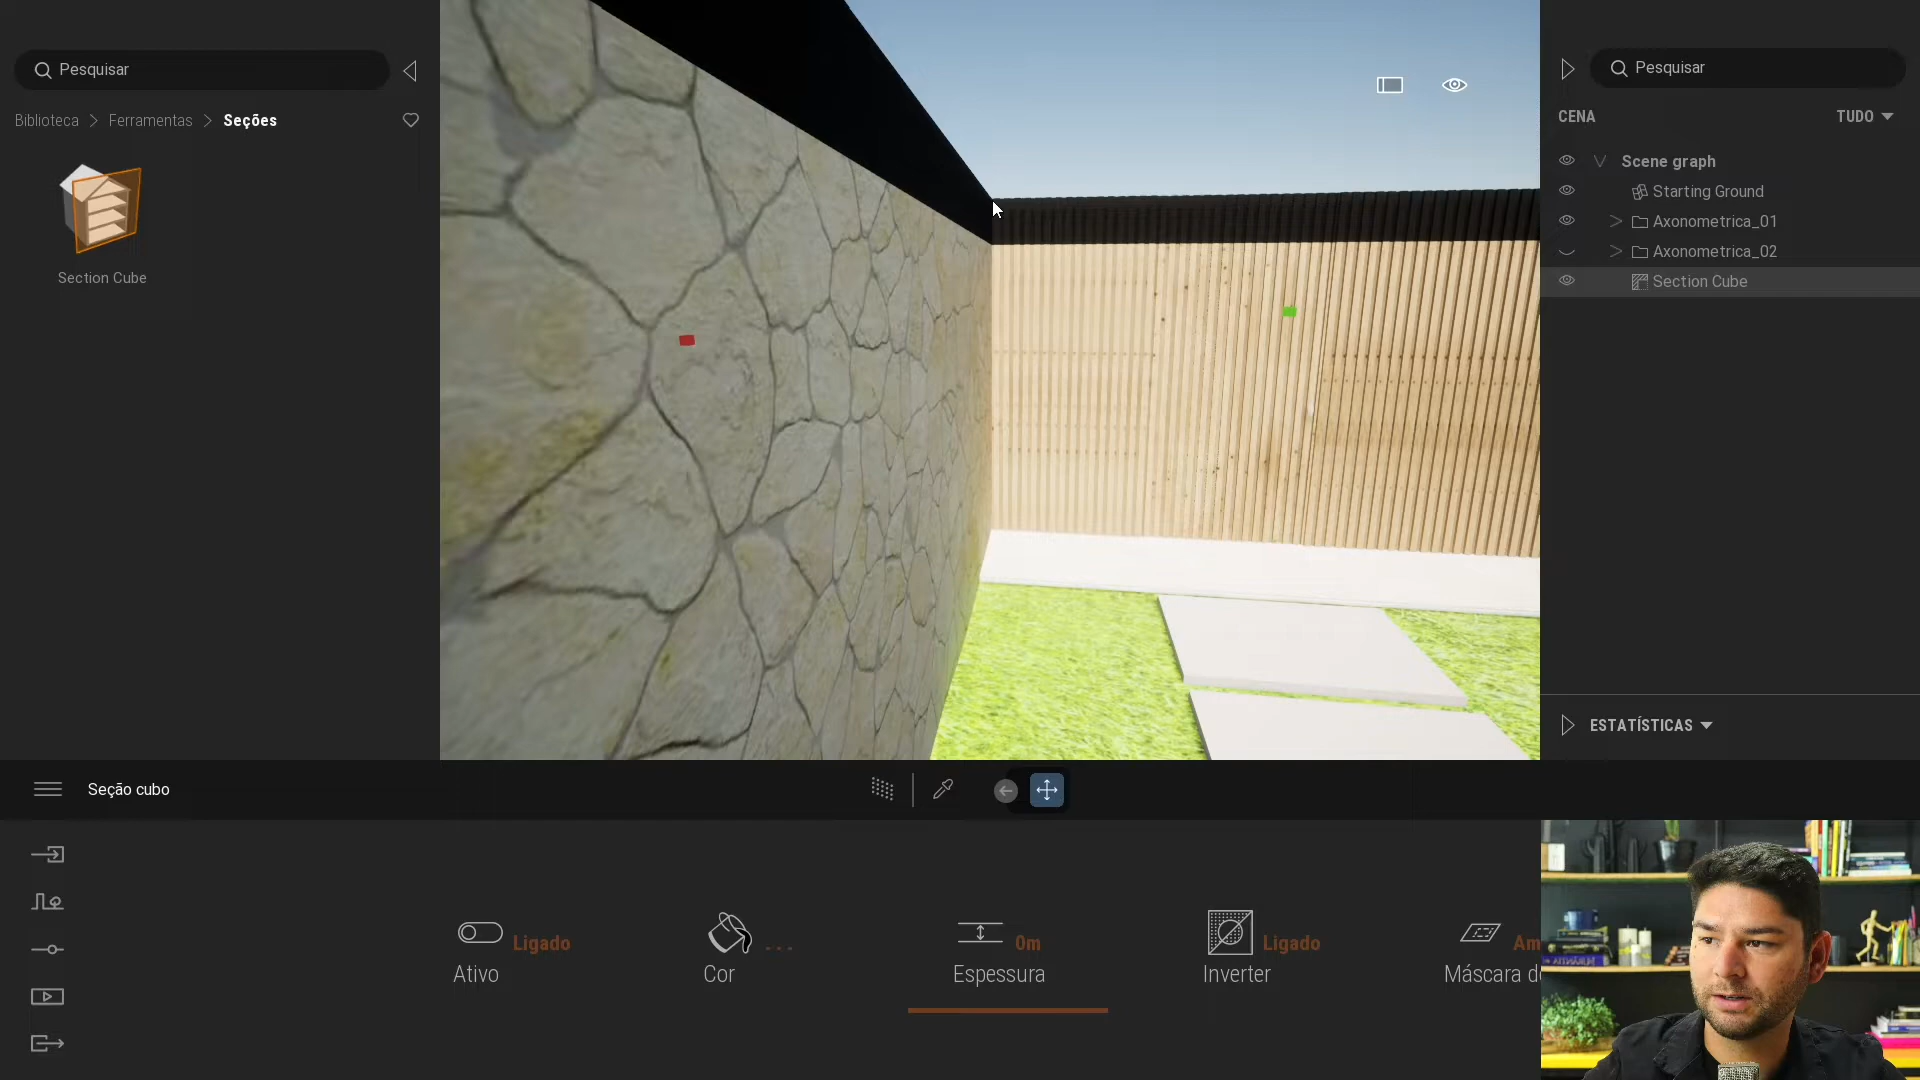 Pesquisar
Biblioteca > Ferramentas > Seções
Section Cube
Pesquisar
CENA
TUDO
Scene graph
Starting Ground
Axonometrica_01
Axonometrica_02
Section Cube
ESTATÍSTICAS
Seção cubo
Ligado
Ativo
...
Cor
0m
Espessura
Ligado
Inverter
Am
Máscara d